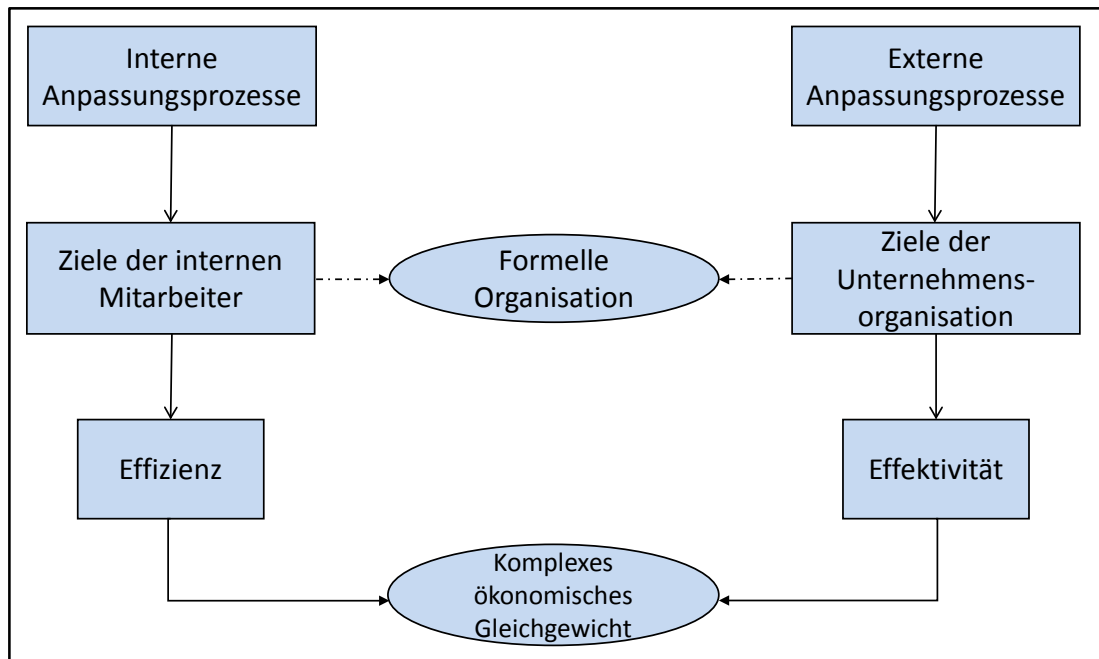 Interne
Anpassungsprozesse
Externe
Anpassungsprozesse
Ziele der internen
Mitarbeiter
Formelle
Organisation
Ziele der
Unternehmens-
organisation
Effizienz
Effektivität
Komplexes
ökonomisches
Gleichgewicht